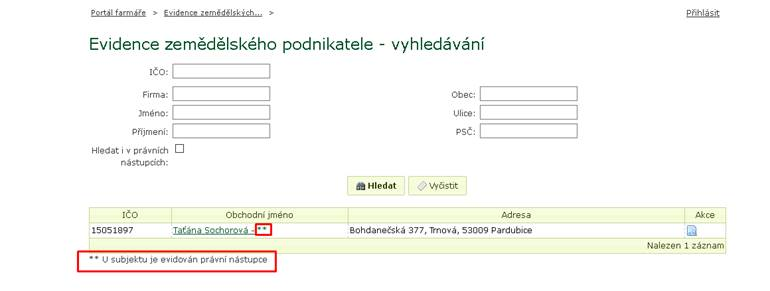 Portál farmáře > Evidence zemědělských... > Přihlásit
Evidence zemědělského podnikatele - vyhledávání
IČO:
Firma: Obec:
Jméno: Ulice:
Příjmení: PSČ:
Hledat i v právních
nástupcích:
Hledat Vyčistit
IČO Obchodní jméno Adresa Akce
15051897 Taťána Sochorová - ** Bohdanečská 377, Trnová, 53009 Pardubice
Nalezen 1 záznam
** U subjektu je evidován právní nástupce